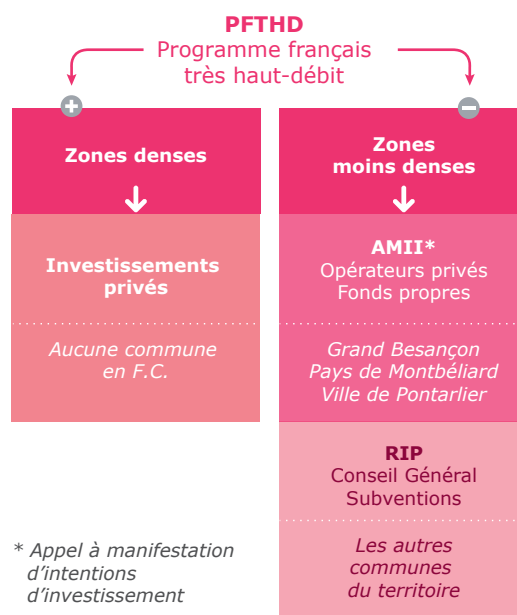 PFTHD
Programme français
très haut-débit
+
−
Zones denses
Investissements
privés
Aucune commune
en F.C.
Zones
moins denses
AMII*
Opérateurs privés
Fonds propres
Grand Besançon
Pays de Montbéliard
Ville de Pontarlier
RIP
Conseil Général
Subventions
Les autres
communes
du territoire
* Appel à manifestation
d’intentions
d’investissement